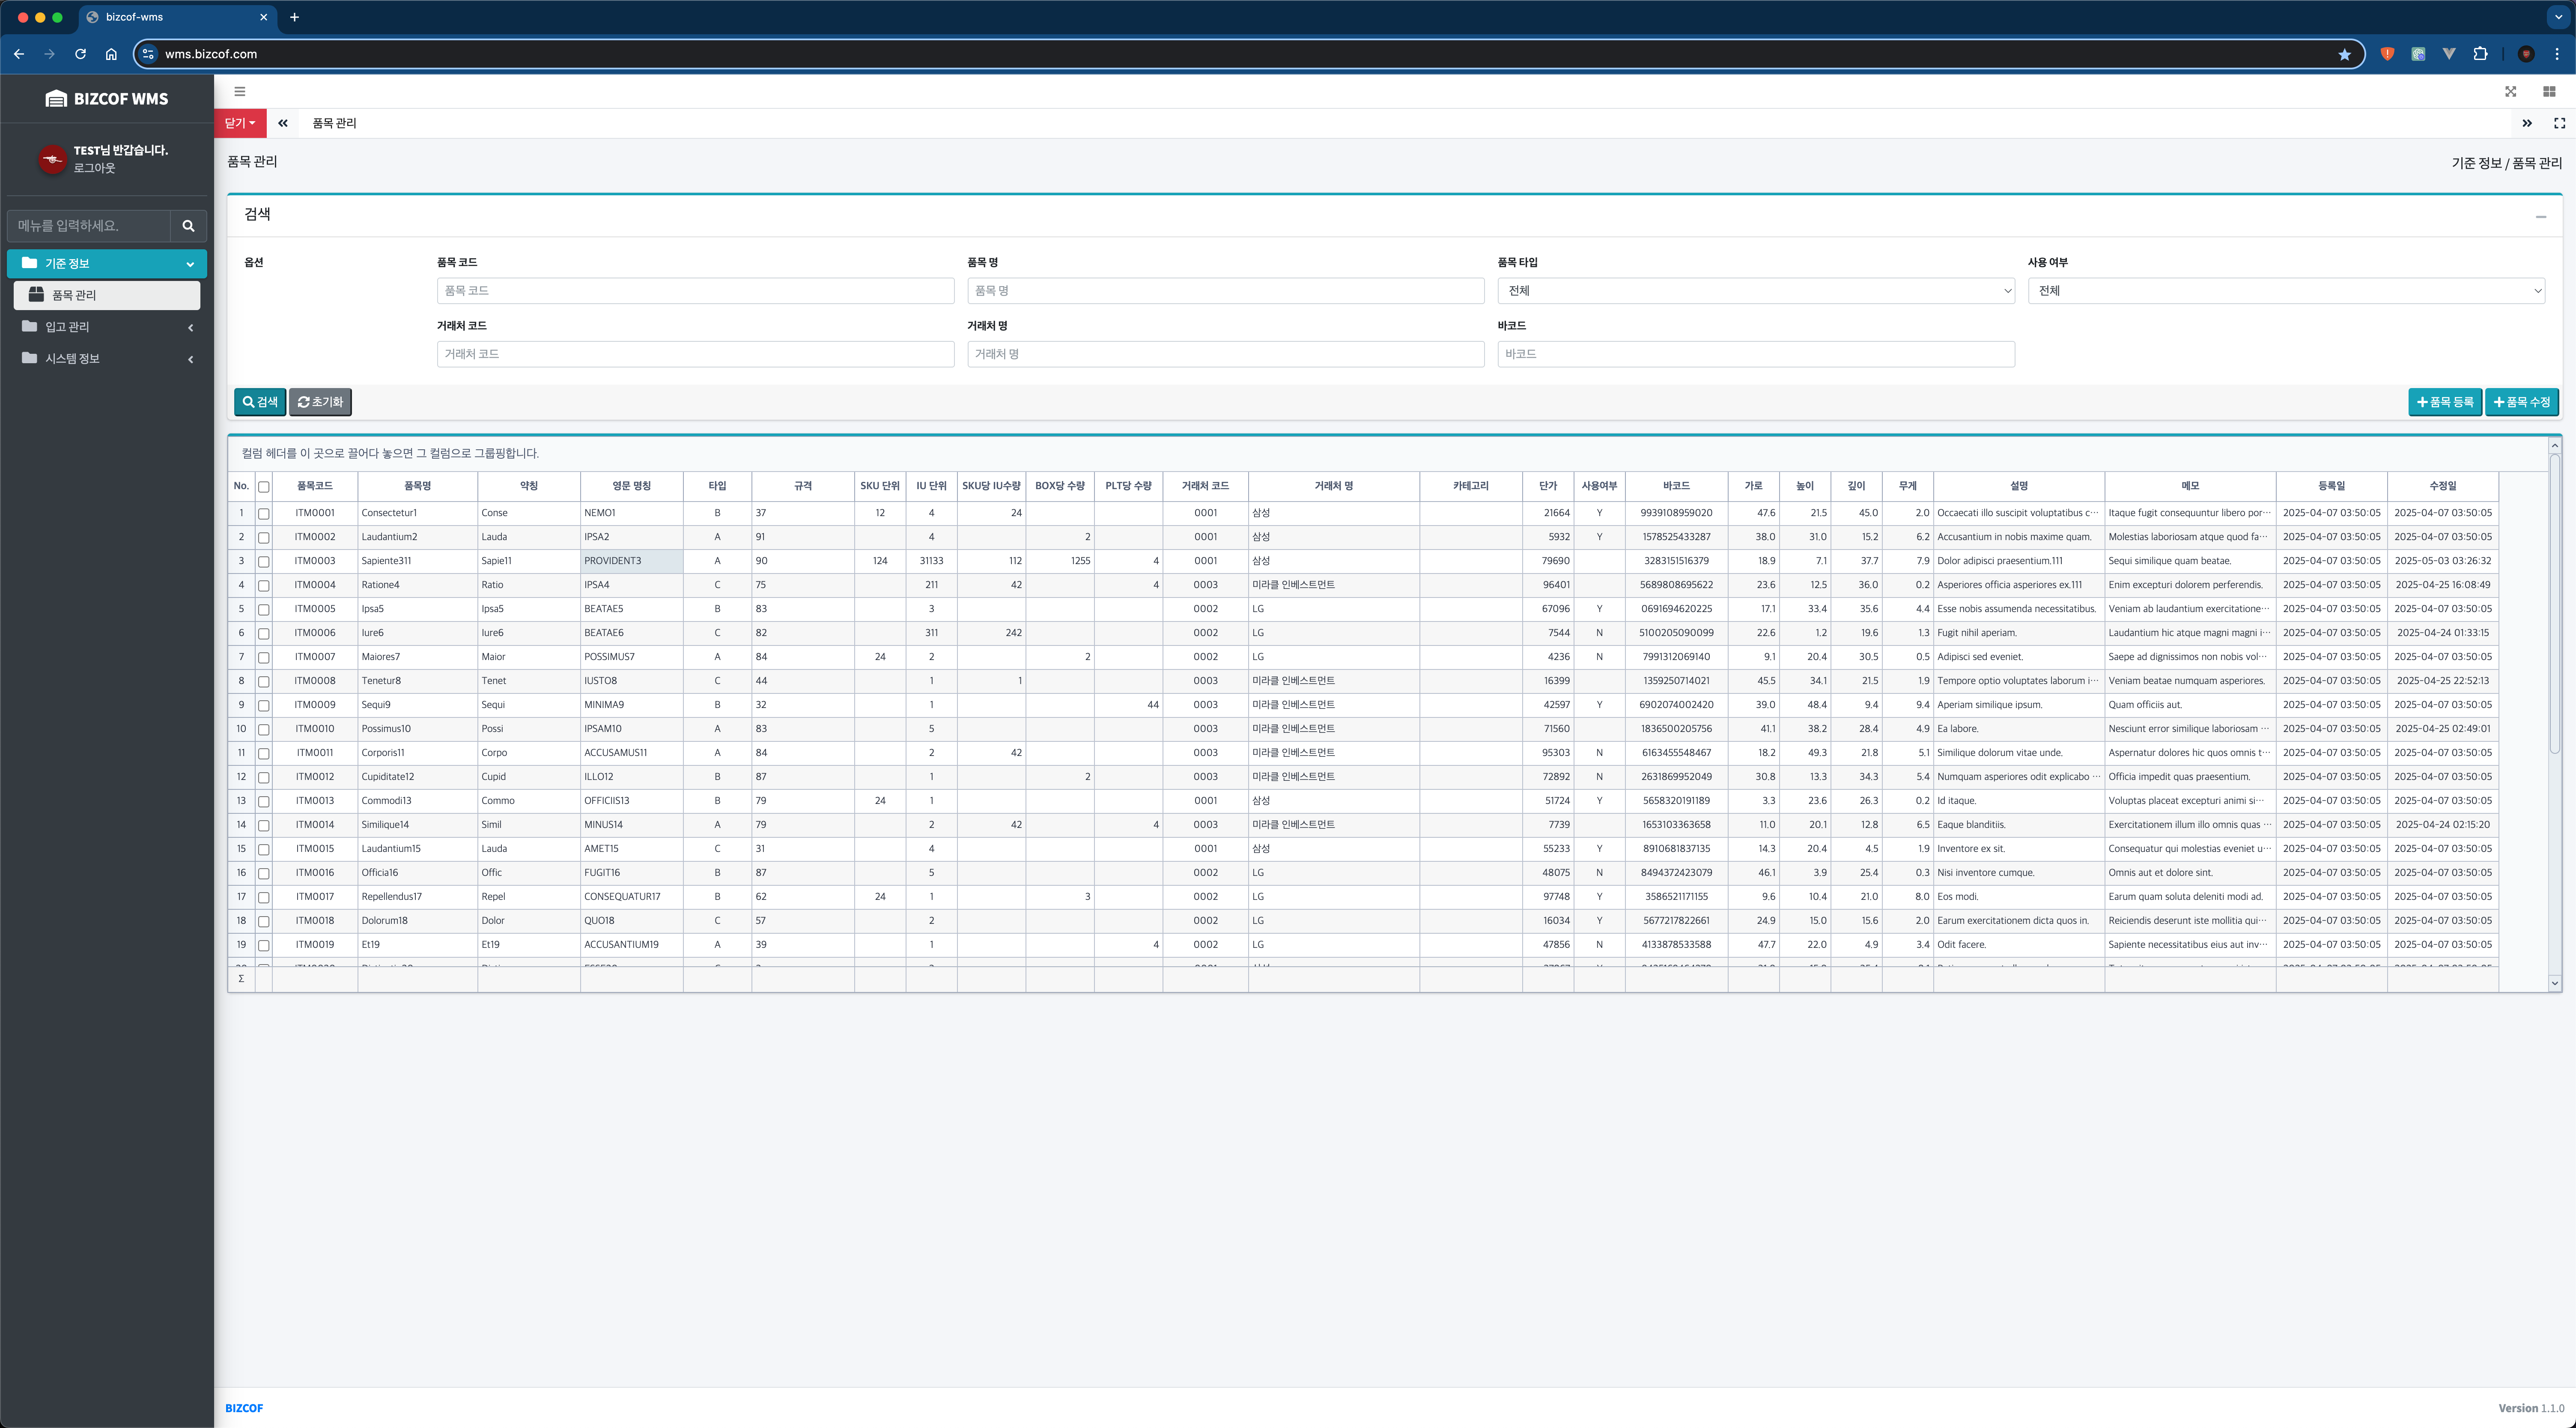 bizcof-wms
wms.bizcof.com
BIZCOF WMS
TEST님 반갑습니다.
로그아웃
메뉴를 입력하세요.
기준 정보
품목 관리
입고 관리
시스템 정보
닫기 품목 관리
품목 관리 기준 정보 / 품목 관리
검색
옵션 품목 코드 품목 명 품목 타입 사용 여부
품목 코드 품목 명 전체 전체
거래처 코드 거래처 명 바코드
거래처 코드 거래처 명 바코드
검색 초기화 품목 등록 품목 수정
컬럼 헤더를 이 곳으로 끌어다 놓으면 그 컬럼으로 그룹핑합니다.
No. 품목코드 품목명 약칭 영문 명칭 타입 규격 SKU 단위 IU 단위 SKU당 IU수량 BOX당 수량 PLT당 수량 거래처 코드 거래처 명 카테고리 단가 사용여부 바코드 가로 높이 깊이 무게 설명 메모 등록일 수정일
1 ITM0001 Consectetur1 Conse NEMO1 B 37 12 4 24 0001 삼성 21664 Y 9939108959020 47.6 21.5 45.0 2.0 Occaecati illo suscipit voluptatibus c··· Itaque fugit consequuntur libero por··· 2025-04-07 03:50:05 2025-04-07 03:50:05
2 ITM0002 Laudantium2 Lauda IPSA2 A 91 4 2 0001 삼성 5932 Y 1578525433287 38.0 31.0 15.2 6.2 Accusantium in nobis maxime quam. Molestias laboriosam atque quod fa··· 2025-04-07 03:50:05 2025-04-07 03:50:05
3 ITM0003 Sapiente311 Sapie11 PROVIDENT3 A 90 124 31133 112 1255 4 0001 삼성 79690 3283151516379 18.9 7.1 37.7 7.9 Dolor adipisci praesentium.111 Sequi similique quam beatae. 2025-04-07 03:50:05 2025-05-03 03:26:32
4 ITM0004 Ratione4 Ratio IPSA4 C 75 211 42 4 0003 미라클 인베스트먼트 96401 5689808695622 23.6 12.5 36.0 0.2 Asperiores officia asperiores ex.111 Enim excepturi dolorem perferendis. 2025-04-07 03:50:05 2025-04-25 16:08:49
5 ITM0005 Ipsa5 Ipsa5 BEATAE5 B 83 3 0002 LG 67096 Y 0691694620225 17.1 33.4 35.6 4.4 Esse nobis assumenda necessitatibus. Veniam ab laudantium exercitatione··· 2025-04-07 03:50:05 2025-04-07 03:50:05
6 ITM0006 Iure6 Iure6 BEATAE6 C 82 311 242 0002 LG 7544 N 5100205090099 22.6 1.2 19.6 1.3 Fugit nihil aperiam. Laudantium hic atque magni magni i··· 2025-04-07 03:50:05 2025-04-24 01:33:15
7 ITM0007 Maiores7 Maior POSSIMUS7 A 84 24 2 2 0002 LG 4236 N 7991312069140 9.1 20.4 30.5 0.5 Adipisci sed eveniet. Saepe ad dignissimos non nobis vol··· 2025-04-07 03:50:05 2025-04-07 03:50:05
8 ITM0008 Tenetur8 Tenet IUSTO8 C 44 1 1 0003 미라클 인베스트먼트 16399 1359250714021 45.5 34.1 21.5 1.9 Tempore optio voluptates laborum i··· Veniam beatae numquam asperiores. 2025-04-07 03:50:05 2025-04-25 22:52:13
9 ITM0009 Sequi9 Sequi MINIMA9 B 32 1 44 0003 미라클 인베스트먼트 42597 Y 6902074002420 39.0 48.4 9.4 9.4 Aperiam similique ipsum. Quam officiis aut. 2025-04-07 03:50:05 2025-04-07 03:50:05
10 ITM0010 Possimus10 Possi IPSAM10 A 83 5 0003 미라클 인베스트먼트 71560 1836500205756 41.1 38.2 28.4 4.9 Ea labore. Nesciunt error similique laboriosam ··· 2025-04-07 03:50:05 2025-04-25 02:49:01
11 ITM0011 Corporis11 Corpo ACCUSAMUS11 A 84 2 42 0003 미라클 인베스트먼트 95303 N 6163455548467 18.2 49.3 21.8 5.1 Similique dolorum vitae unde. Aspernatur dolores hic quos omnis t··· 2025-04-07 03:50:05 2025-04-07 03:50:05
12 ITM0012 Cupiditate12 Cupid ILLO12 B 87 1 2 0003 미라클 인베스트먼트 72892 N 2631869952049 30.8 13.3 34.3 5.4 Numquam asperiores odit explicabo ··· Officia impedit quas praesentium. 2025-04-07 03:50:05 2025-04-07 03:50:05
13 ITM0013 Commodi13 Commo OFFICIIS13 B 79 24 1 0001 삼성 51724 Y 5658320191189 3.3 23.6 26.3 0.2 Id itaque. Voluptas placeat excepturi animi si··· 2025-04-07 03:50:05 2025-04-07 03:50:05
14 ITM0014 Similique14 Simil MINUS14 A 79 2 42 4 0003 미라클 인베스트먼트 7739 1653103363658 11.0 20.1 12.8 6.5 Eaque blanditiis. Exercitationem illum illo omnis quas ··· 2025-04-07 03:50:05 2025-04-24 02:15:20
15 ITM0015 Laudantium15 Lauda AMET15 C 31 4 0001 삼성 55233 Y 8910681837135 14.3 20.4 4.5 1.9 Inventore ex sit. Consequatur qui molestias eveniet u··· 2025-04-07 03:50:05 2025-04-07 03:50:05
16 ITM0016 Officia16 Offic FUGIT16 B 87 5 0002 LG 48075 N 8494372423079 46.1 3.9 25.4 0.3 Nisi inventore cumque. Omnis aut et dolore sint. 2025-04-07 03:50:05 2025-04-07 03:50:05
17 ITM0017 Repellendus17 Repel CONSEQUATUR17 B 62 24 1 3 0002 LG 97748 Y 3586521171155 9.6 10.4 21.0 8.0 Eos modi. Earum quam soluta deleniti modi ad. 2025-04-07 03:50:05 2025-04-07 03:50:05
18 ITM0018 Dolorum18 Dolor QUO18 C 57 2 0002 LG 16034 Y 5677217822661 24.9 15.0 15.6 2.0 Earum exercitationem dicta quos in. Reiciendis deserunt iste mollitia qui··· 2025-04-07 03:50:05 2025-04-07 03:50:05
19 ITM0019 Et19 Et19 ACCUSANTIUM19 A 39 1 4 0002 LG 47856 N 4133878533588 47.7 22.0 4.9 3.4 Odit facere. Sapiente necessitatibus eius aut inv··· 2025-04-07 03:50:05 2025-04-07 03:50:05
Σ
BIZCOF Version 1.1.0